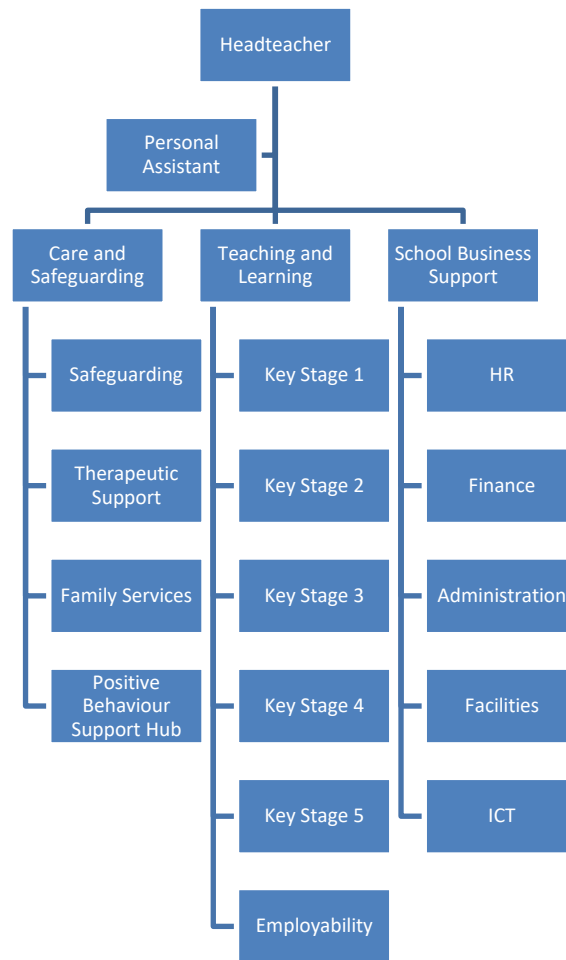 Headteacher
Personal
Assistant
Care and
Safeguarding
Teaching and
Learning
School Business
Support
Safeguarding
Key Stage 1
HR
Therapeutic
Support
Key Stage 2
Finance
Family Services
Key Stage 3
Administration
Positive
Behaviour
Support Hub
Key Stage 4
Facilities
Key Stage 5
ICT
Employability